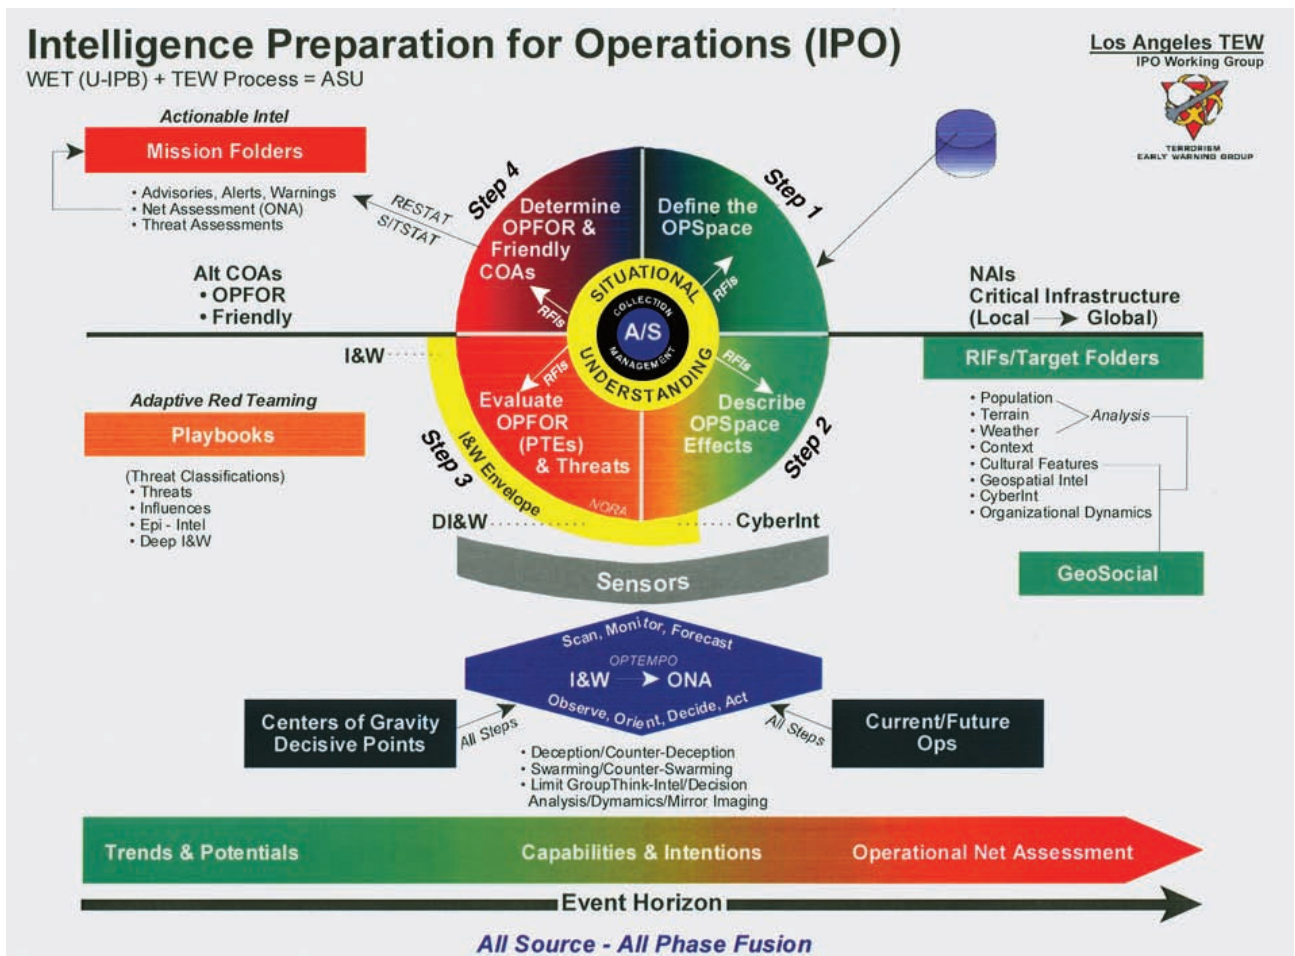 Intelligence Preparation for Operations (IPO)
WET (U-IPB) + TEW Process = ASU
Los Angeles TEW
IPO Working Group
TERRORISM
EARLY WARNING GROUP
Actionable Intel
Mission Folders
• Advisories, Alerts, Warnings
• Net Assessment (ONA)
• Threat Assessments
RESTAT
SITSTAT
Step 4
Determine
OPFOR &
Friendly
COAs
RFIs
Step 1
Define the
OPSpace
RFIs
SITUATIONAL
UNDERSTANDING
COLLECTION
MANAGEMENT
A/S
Alt COAs
• OPFOR
• Friendly
NAIs
Critical Infrastructure
(Local Global)
I&W
RIFs/Target Folders
• Population
• Terrain
• Weather
• Context
• Cultural Features
• Geospatial Intel
• CyberInt
• Organizational Dynamics
Analysis
GeoSocial
Adaptive Red Teaming
Playbooks
(Threat Classifications)
• Threats
• Influences
• Epi - Intel
• Deep I&W
Step 3
I&W Envelope
RFIs
Evaluate
OPFOR
(PTEs)
& Threats
NORA
Step 2
RFIs
Describe
OPSpace
Effects
DI&W
CyberInt
Sensors
Scan, Monitor, Forecast
OPTEMPO
I&W ONA
Observe, Orient, Decide, Act
Centers of Gravity
Decisive Points
All Steps
Current/Future
Ops
All Steps
• Deception/Counter-Deception
• Swarming/Counter-Swarming
• Limit GroupThink-Intel/Decision
Analysis/Dymamics/Mirror Imaging
Trends & Potentials
Capabilities & Intentions
Operational Net Assessment
Event Horizon
All Source - All Phase Fusion